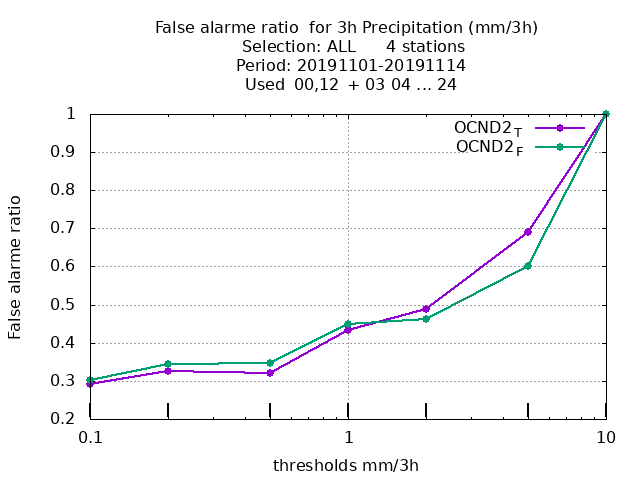 False alarme ratio  for 3h Precipitation (mm/3h)
Selection: ALL      4 stations
Period: 20191101-20191114
Used  00,12  + 03 04 ... 24
1
0.9
0.8
0.7
0.6
0.5
0.4
0.3
0.2
False alarme ratio
OCND2_T
OCND2_F
0.1
1
10
thresholds mm/3h